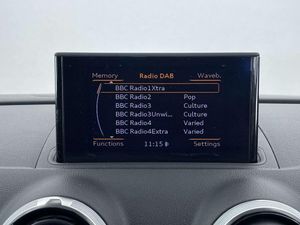 Memory Radio DAB Waveb.
BBC Radio1Xtra
BBC Radio2 Pop
BBC Radio3 Culture
BBC Radio3Unwi... Culture
BBC Radio4 Varied
BBC Radio4Extra Varied
Functions 11:15 Settings